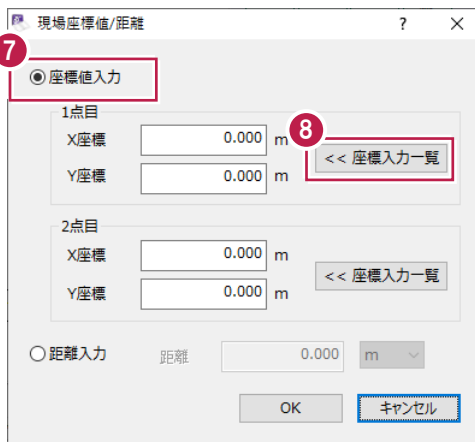 現場座標値/距離 ? ×
7
座標値入力
1点目
8
X座標 0.000 m
<< 座標入力一覧
Y座標 0.000 m
2点目
X座標 0.000 m
<< 座標入力一覧
Y座標 0.000 m
距離入力 距離 0.000 m
OK キャンセル